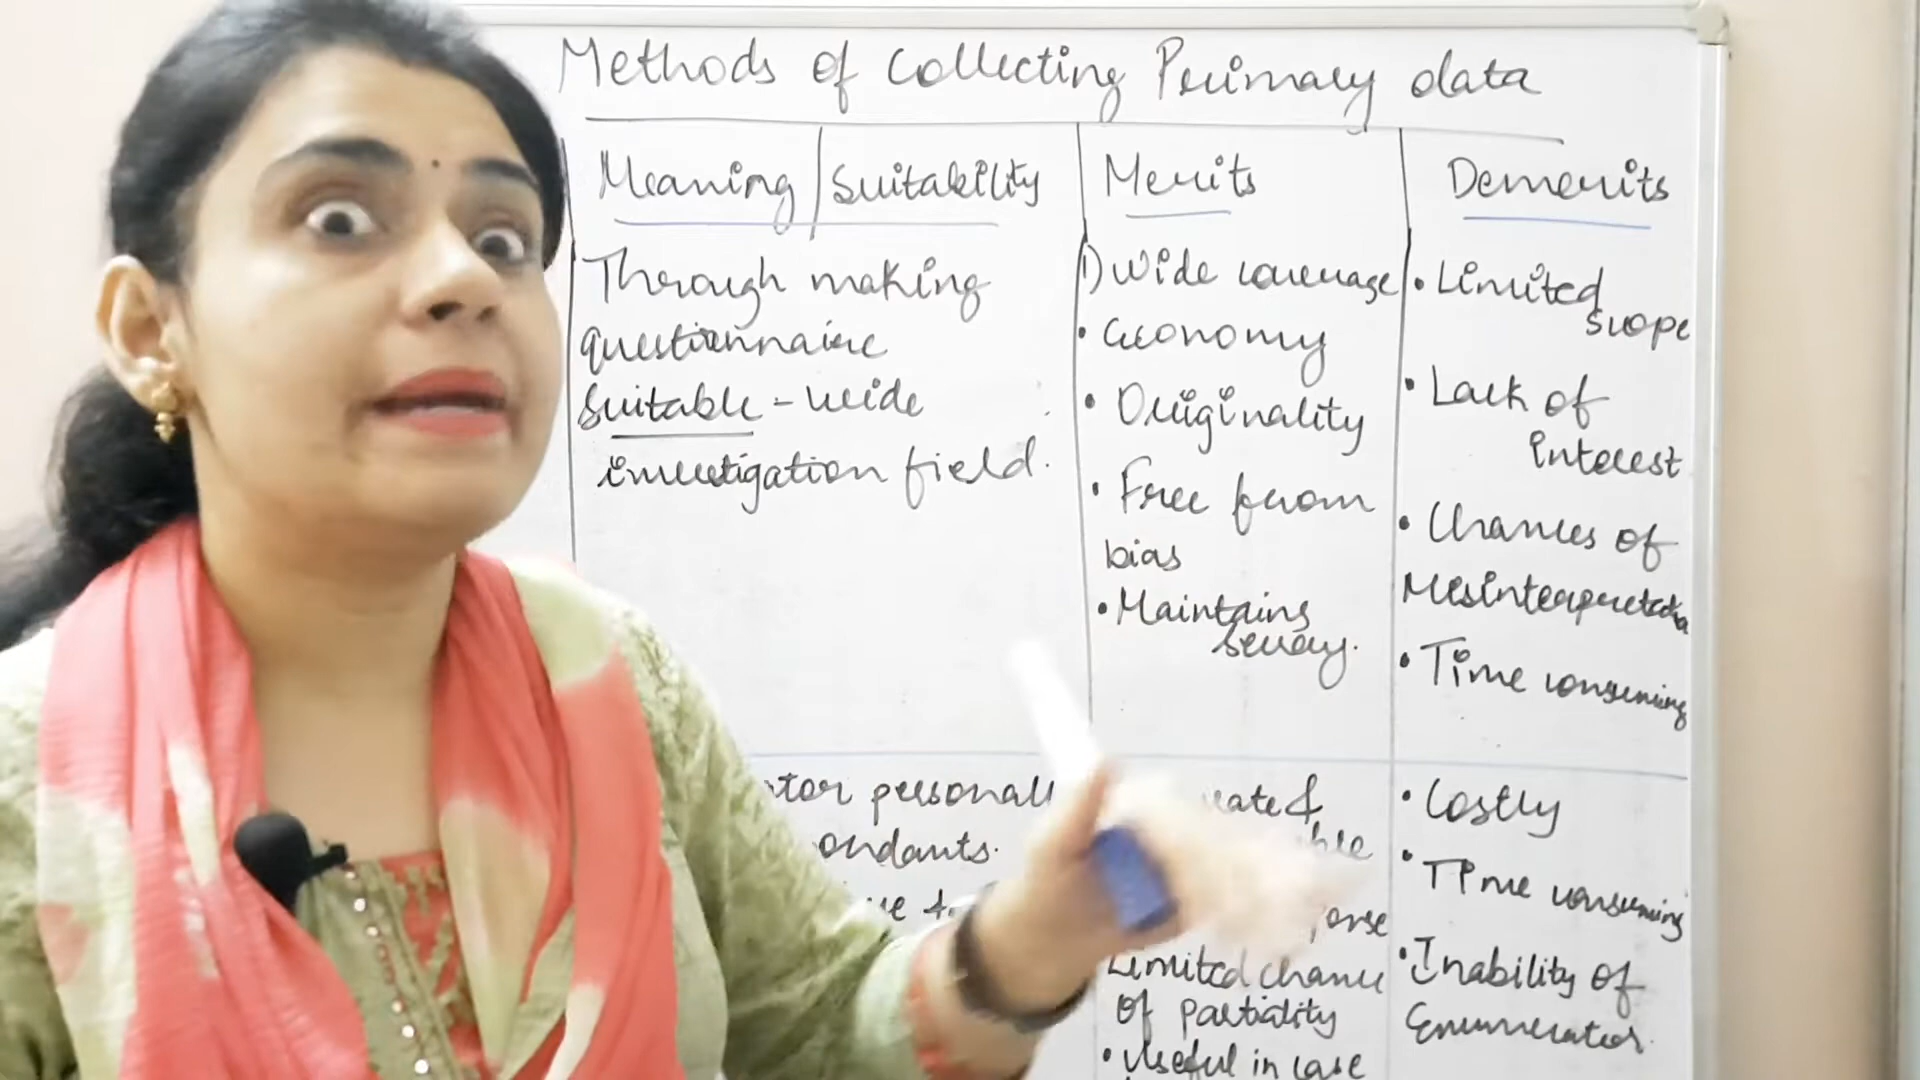 Methods of Collecting Primary data
Meaning/Suitability
Through making
questionnaire
Suitable - wide
investigation field.
Merits
1) Wide coverage
• Economy
• Originality
• Free from
bias
• Maintains
secrecy.
Demerits
• Limited
scope
• Lack of
interest
• Chances of
Misinterpretation
• Time consuming
personally
Limited chance
of partiality
• Useful in case
• Costly
• Time consuming
• Inability of
Enumerator.